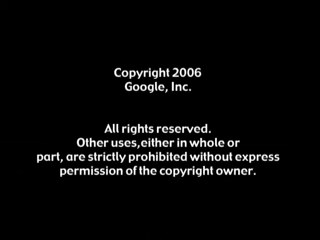 Copyright 2006
Google, Inc.
All rights reserved.
Other uses,either in whole or
part, are strictly prohibited without express
permission of the copyright owner.